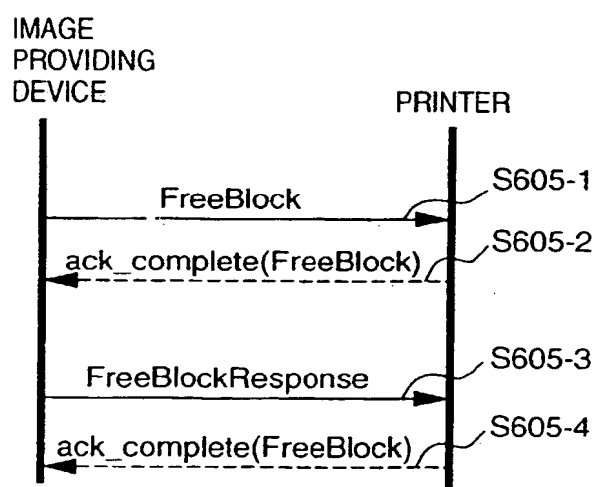 IMAGE
PROVIDING
DEVICE
PRINTER
S605-1
FreeBlock
S605-2
ack_complete(FreeBlock)
S605-3
FreeBlockResponse
S605-4
ack_complete(FreeBlock)